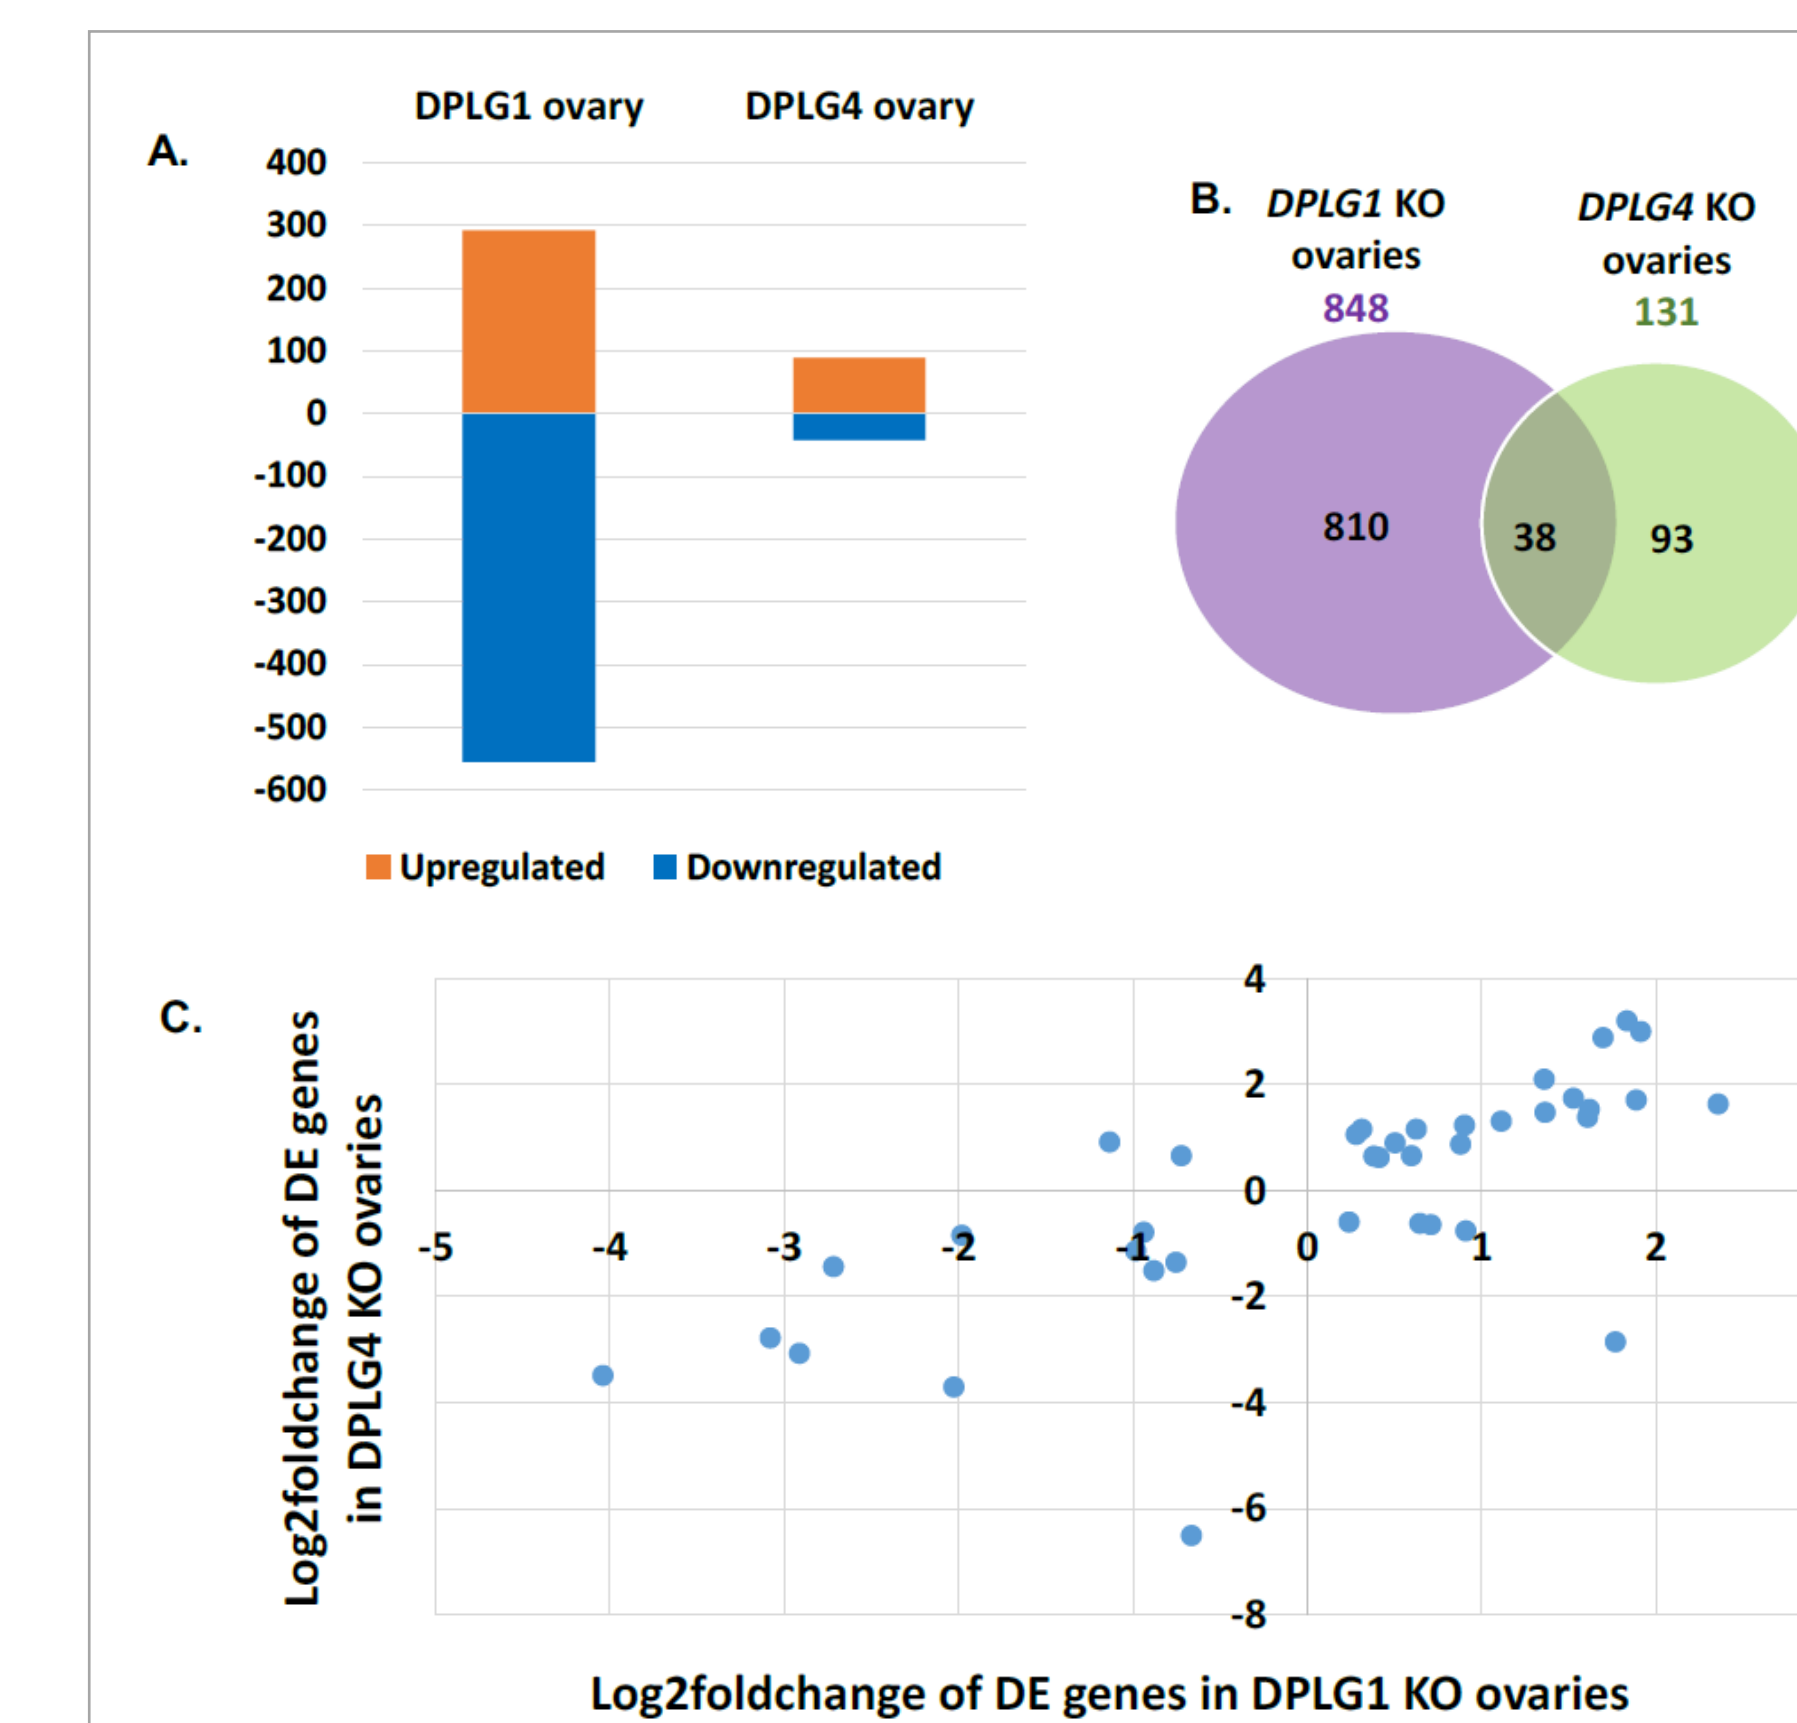 DPLG1 ovary DPLG4 ovary
A.
400
300
200
100
0
-100
-200
-300
-400
-500
-600
Upregulated Downregulated
B. DPLG1 KO ovaries
848
DPLG4 KO ovaries
131
810 38 93
C.
Log2foldchange of DE genes
in DPLG4 KO ovaries
4
2
0
-5 -4 -3 -2 -1 0 1 2
-2
-4
-6
-8
Log2foldchange of DE genes in DPLG1 KO ovaries